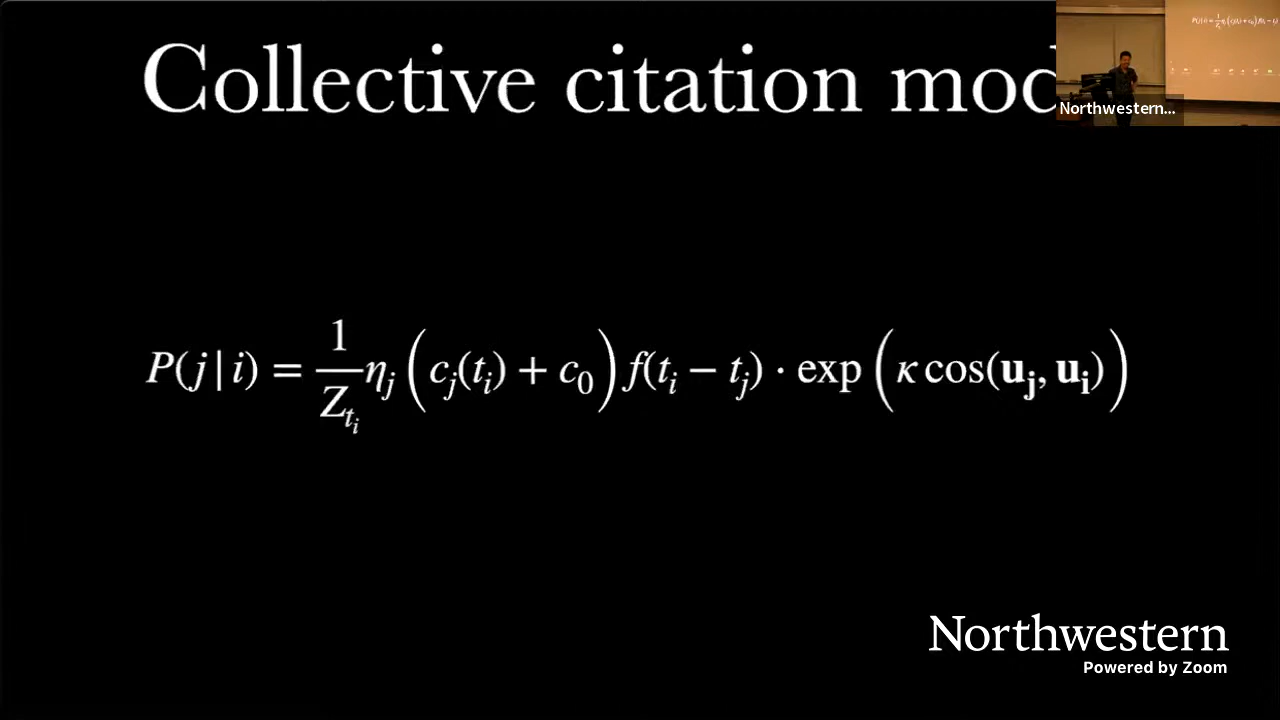 Collective citation mod
Northwestern...
P(j|i) = \frac{1}{Z_{t_i}} η_j (c_j(t_i) + c_0) f(t_i − t_j) · exp (κ cos(u_j, u_i))
Northwestern
Powered by Zoom